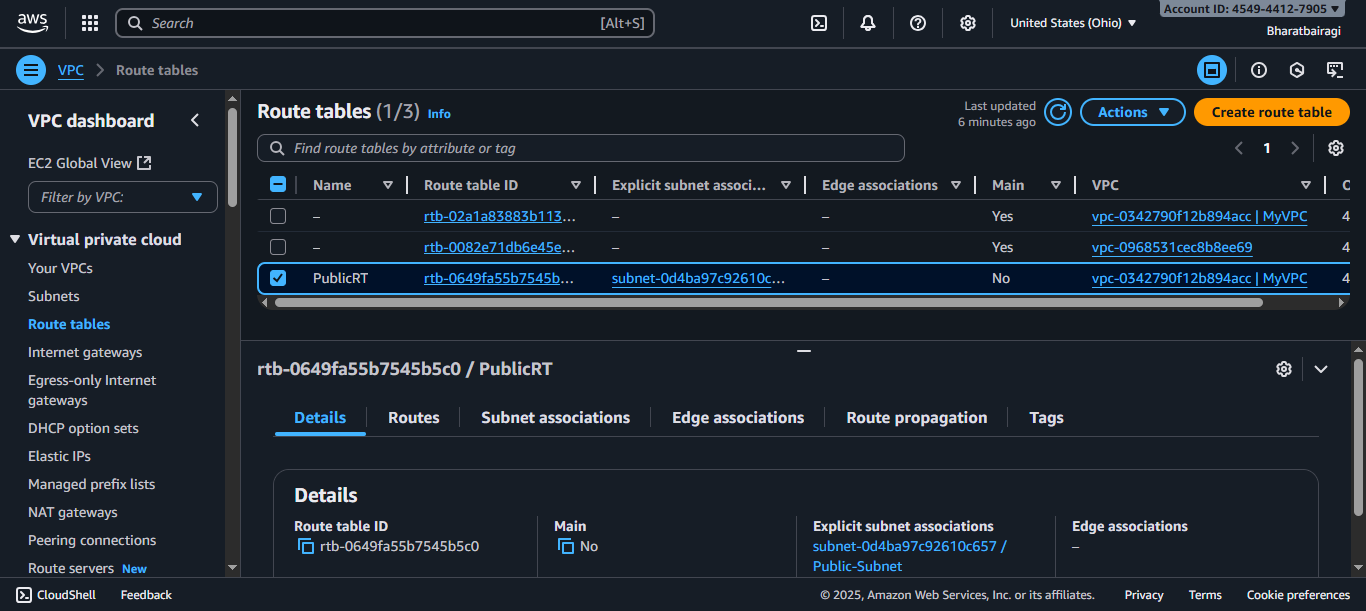 aws
Search [Alt+S]
United States (Ohio)
Account ID: 4549-4412-7905
Bharatbairagi
VPC > Route tables
VPC dashboard
EC2 Global View
Filter by VPC:
Virtual private cloud
Your VPCs
Subnets
Route tables
Internet gateways
Egress-only Internet
gateways
DHCP option sets
Elastic IPs
Managed prefix lists
NAT gateways
Peering connections
Route servers New
Route tables (1/3) Info
Last updated
6 minutes ago
Actions
Create route table
Find route tables by attribute or tag
1
Name Route table ID Explicit subnet associ... Edge associations Main VPC
– rtb-02a1a83883b113... – – Yes vpc-0342790f12b894acc | MyVPC 4
– rtb-0082e71db6e45e... – – Yes vpc-0968531cec8b8ee69 4
PublicRT rtb-0649fa55b7545b... subnet-0d4ba97c92610c... – No vpc-0342790f12b894acc | MyVPC 4
rtb-0649fa55b7545b5c0 / PublicRT
Details Routes Subnet associations Edge associations Route propagation Tags
Details
Route table ID
rtb-0649fa55b7545b5c0
Main
No
Explicit subnet associations
subnet-0d4ba97c92610c657 /
Public-Subnet
Edge associations
–
CloudShell Feedback © 2025, Amazon Web Services, Inc. or its affiliates. Privacy Terms Cookie preferences